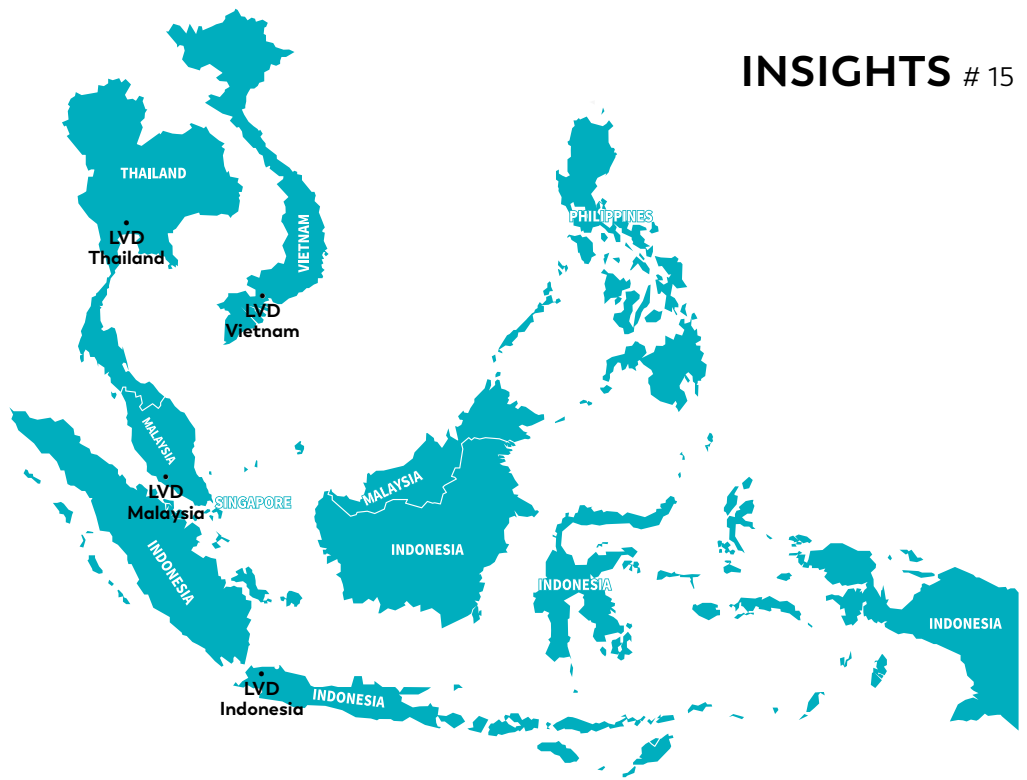 INSIGHTS # 15
THAILAND
PHILIPPINES
VIETNAM
LVD
Thailand
LVD
Vietnam
MALAYSIA
LVD
Malaysia
SINGAPORE
MALAYSIA
INDONESIA
INDONESIA
INDONESIA
INDONESIA
LVD
Indonesia
INDONESIA